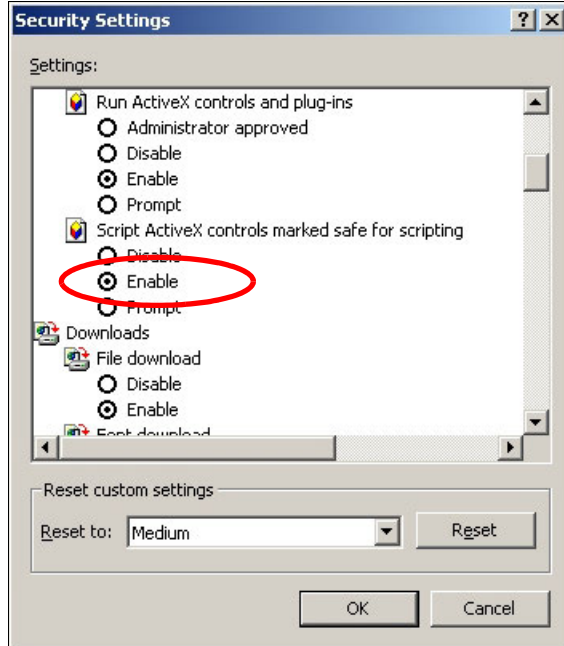 Security Settings
Settings:
Run ActiveX controls and plug-ins
Administrator approved
Disable
Enable
Prompt
Script ActiveX controls marked safe for scripting
Disable
Enable
Prompt
Downloads
File download
Disable
Enable
Font download
Reset custom settings
Reset to: Medium Reset
OK Cancel